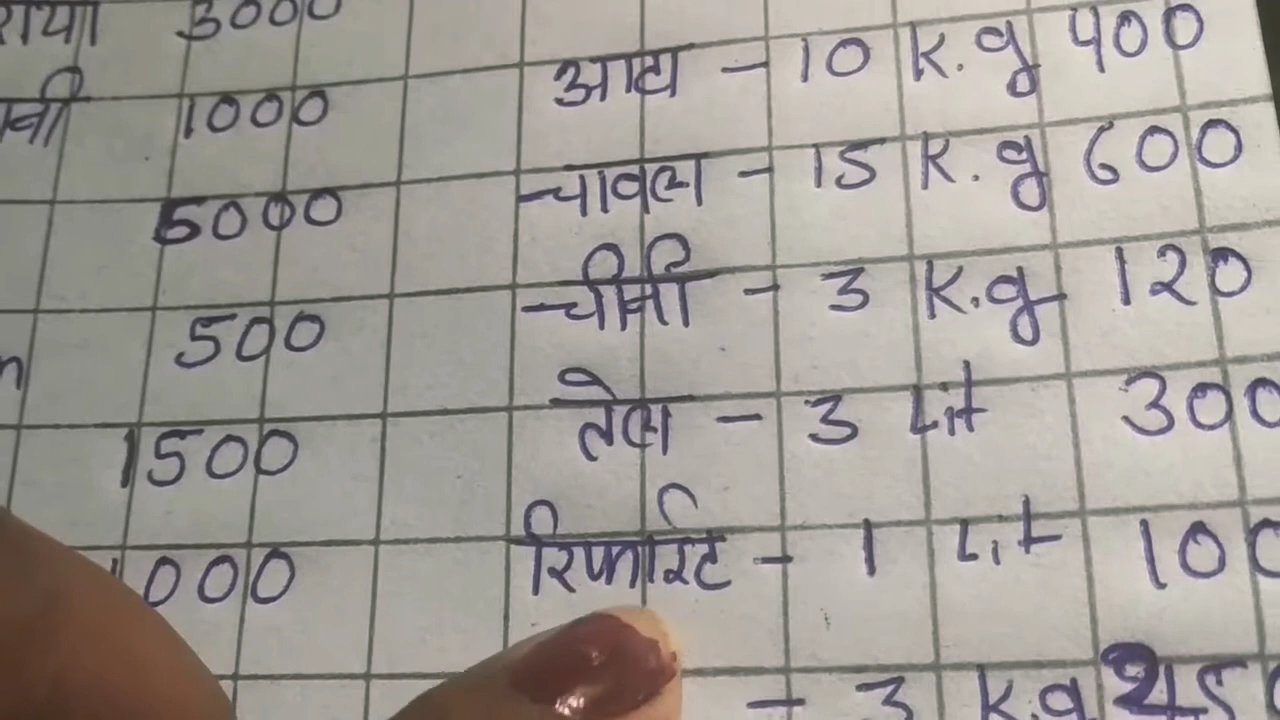 3000
1000
5000
500
1500
000
आटा - 10 K.g 400
चावल - 15 K.g 600
चीनी - 3 K.g 120
तेल - 3 Lit 300
रिफाईंट - 1 Lit 100
- 3 K.g 250